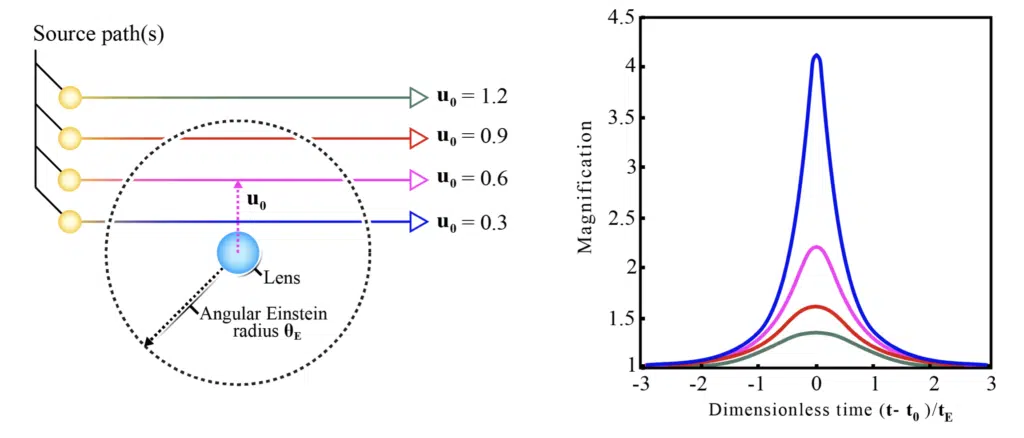 Source path(s)
u₀ = 1.2
u₀ = 0.9
u₀ = 0.6
u₀
u₀ = 0.3
Lens
Angular Einstein
radius θ_E
Magnification
4.5
4
3.5
3
2.5
2
1.5
1
-3 -2 -1 0 1 2 3
Dimensionless time (t- t₀ )/t_E